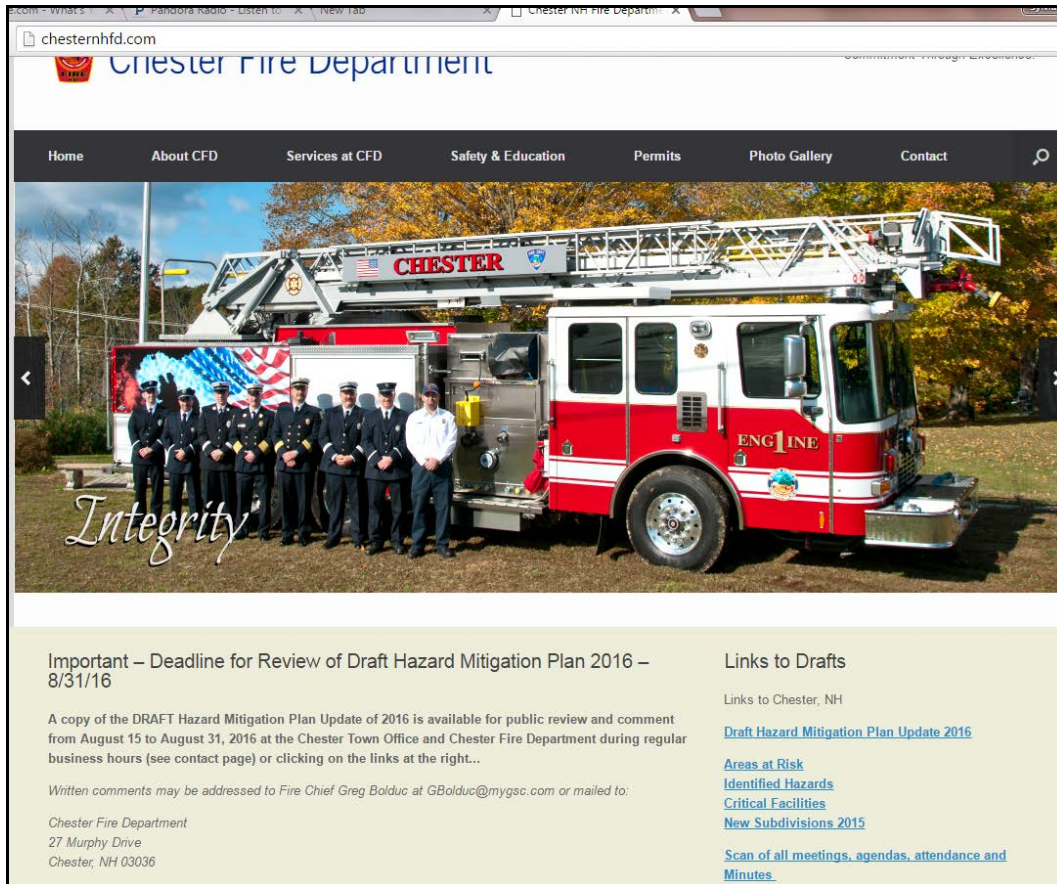 e.com - What's
Pandora Radio - Listen to
New Tab
Chester NH Fire Departme
chesternhfd.com
FIRE
Chester Fire Department
Commitment Through Excellence.
Home About CFD Services at CFD Safety & Education Permits Photo Gallery Contact
CHESTER
ENG1INE
Integrity
Important – Deadline for Review of Draft Hazard Mitigation Plan 2016 –
8/31/16
A copy of the DRAFT Hazard Mitigation Plan Update of 2016 is available for public review and comment
from August 15 to August 31, 2016 at the Chester Town Office and Chester Fire Department during regular
business hours (see contact page) or clicking on the links at the right...
Written comments may be addressed to Fire Chief Greg Bolduc at GBolduc@mygsc.com or mailed to:
Chester Fire Department
27 Murphy Drive
Chester, NH 03036
Links to Drafts
Links to Chester, NH
Draft Hazard Mitigation Plan Update 2016
Areas at Risk
Identified Hazards
Critical Facilities
New Subdivisions 2015
Scan of all meetings, agendas, attendance and
Minutes